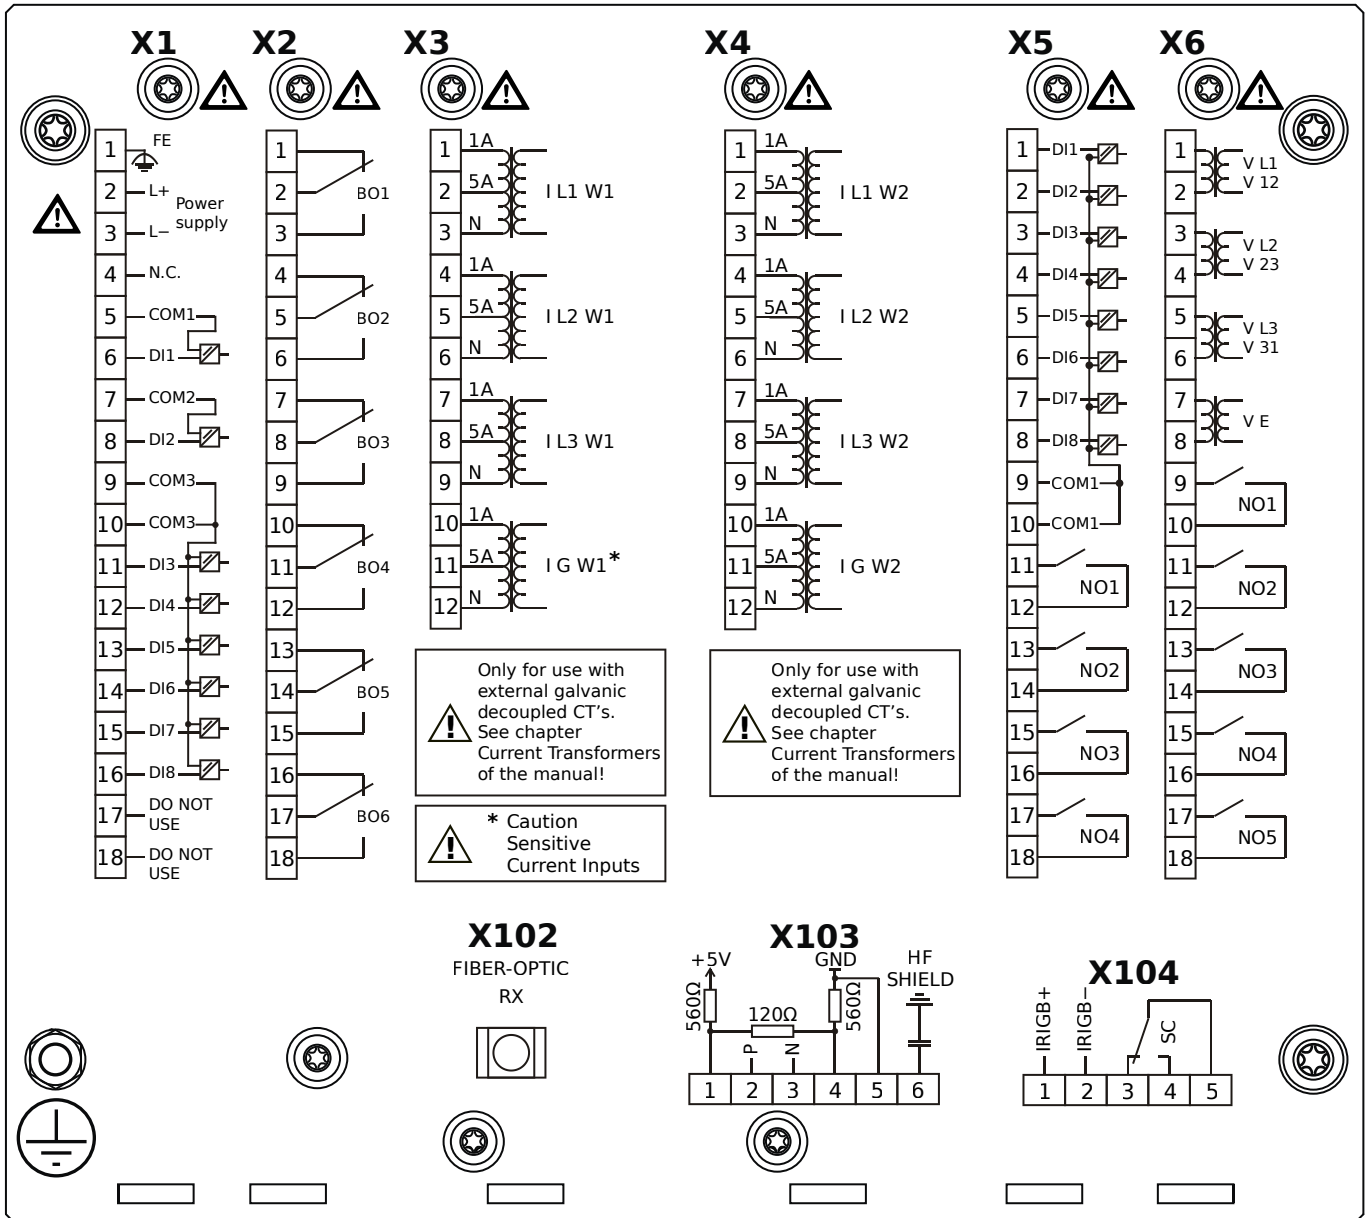 X1
X2
X3
X4
X5
X6
1 FE
2 L+
Power
supply
3 L−
4 N.C.
5 COM1
6 DI1
7 COM2
8 DI2
9 COM3
10 COM3
11 DI3
12 DI4
13 DI5
14 DI6
15 DI7
16 DI8
17 DO NOT
USE
18 DO NOT
USE
1
2 BO1
3
4
5 BO2
6
7
8 BO3
9
10
11 BO4
12
13
14 BO5
15
16
17 BO6
18
1 1A
2 5A I L1 W1
3 N
4 1A
5 5A I L2 W1
6 N
7 1A
8 5A I L3 W1
9 N
10 1A
11 5A I G W1*
12 N
Only for use with
external galvanic
decoupled CT's.
See chapter
Current Transformers
of the manual!
* Caution
Sensitive
Current Inputs
1 1A
2 5A I L1 W2
3 N
4 1A
5 5A I L2 W2
6 N
7 1A
8 5A I L3 W2
9 N
10 1A
11 5A I G W2
12 N
Only for use with
external galvanic
decoupled CT's.
See chapter
Current Transformers
of the manual!
1 DI1
2 DI2
3 DI3
4 DI4
5 DI5
6 DI6
7 DI7
8 DI8
9 COM1
10 COM1
11
NO1
12
13
NO2
14
15
NO3
16
17
NO4
18
1 V L1
2 V 12
3 V L2
4 V 23
5 V L3
6 V 31
7
V E
8
9
NO1
10
11
NO2
12
13
NO3
14
15
NO4
16
17
NO5
18
X102
FIBER-OPTIC
RX
X103
+5V GND HF
SHIELD
560Ω 120Ω 560Ω
P N
1 2 3 4 5 6
X104
IRIGB+ IRIGB− SC
1 2 3 4 5